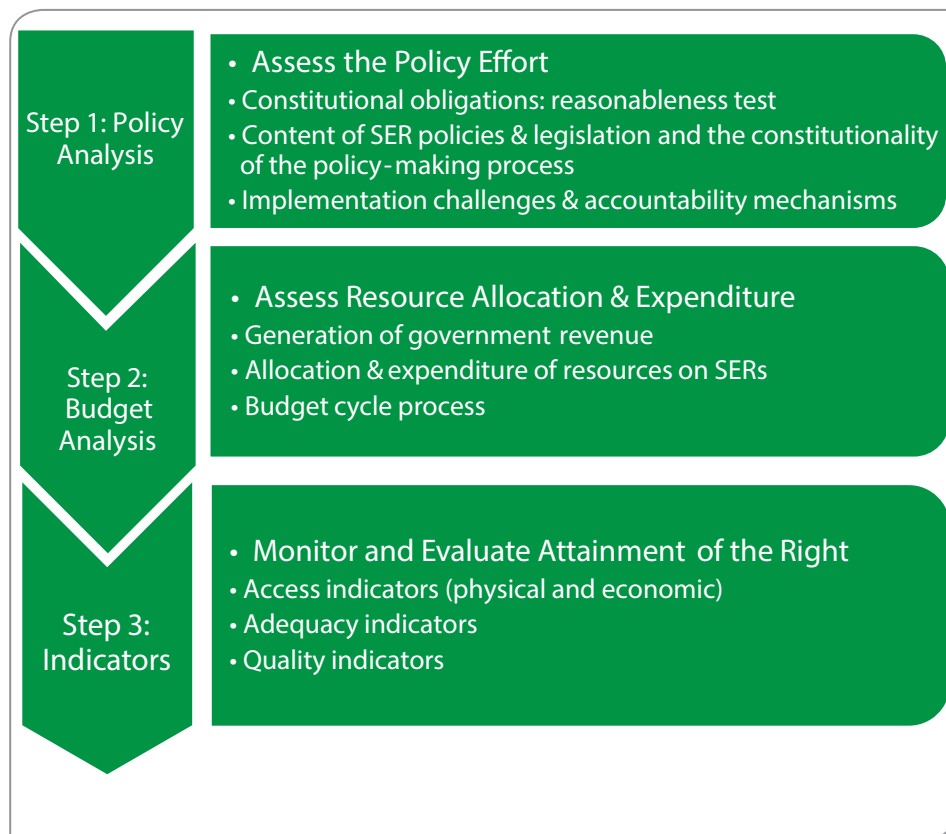 Step 1: Policy
Analysis
• Assess the Policy Effort
• Constitutional obligations: reasonableness test
• Content of SER policies & legislation and the constitutionality
of the policy-making process
• Implementation challenges & accountability mechanisms
Step 2:
Budget
Analysis
• Assess Resource Allocation & Expenditure
• Generation of government revenue
• Allocation & expenditure of resources on SERs
• Budget cycle process
Step 3:
Indicators
• Monitor and Evaluate Attainment of the Right
• Access indicators (physical and economic)
• Adequacy indicators
• Quality indicators